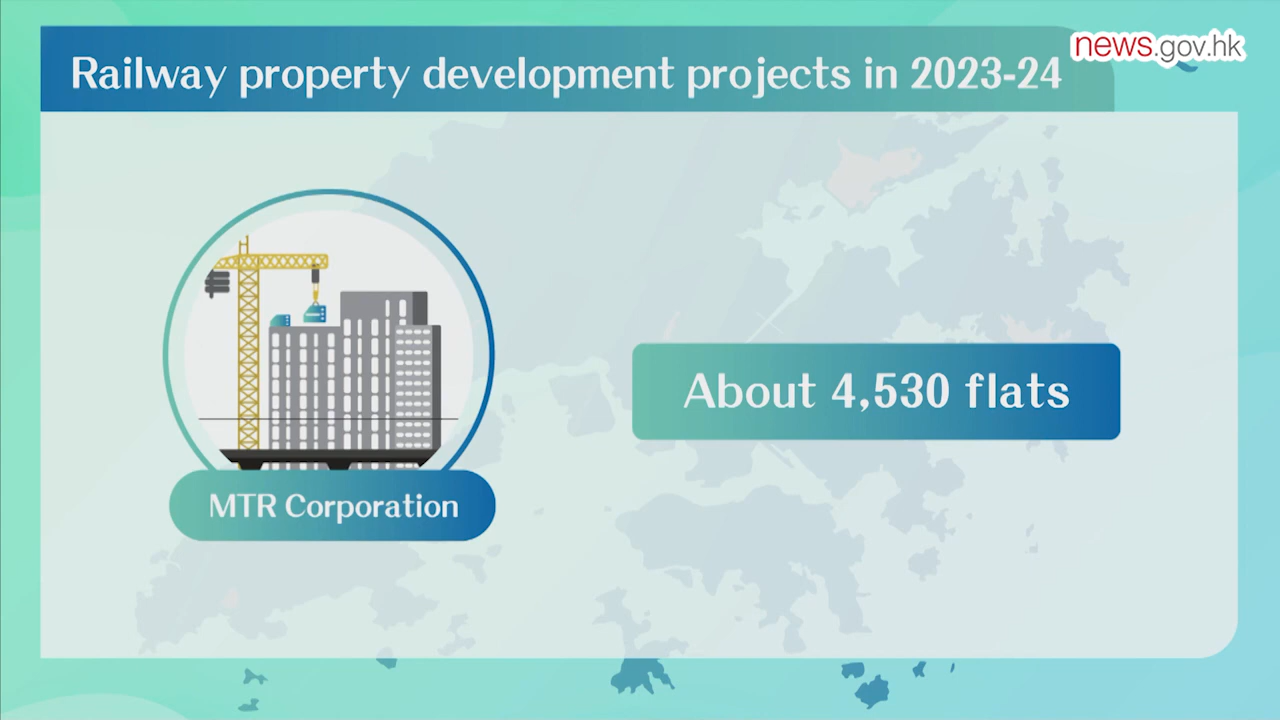 Railway property development projects in 2023-24
news.gov.hk
About 4,530 flats
MTR Corporation